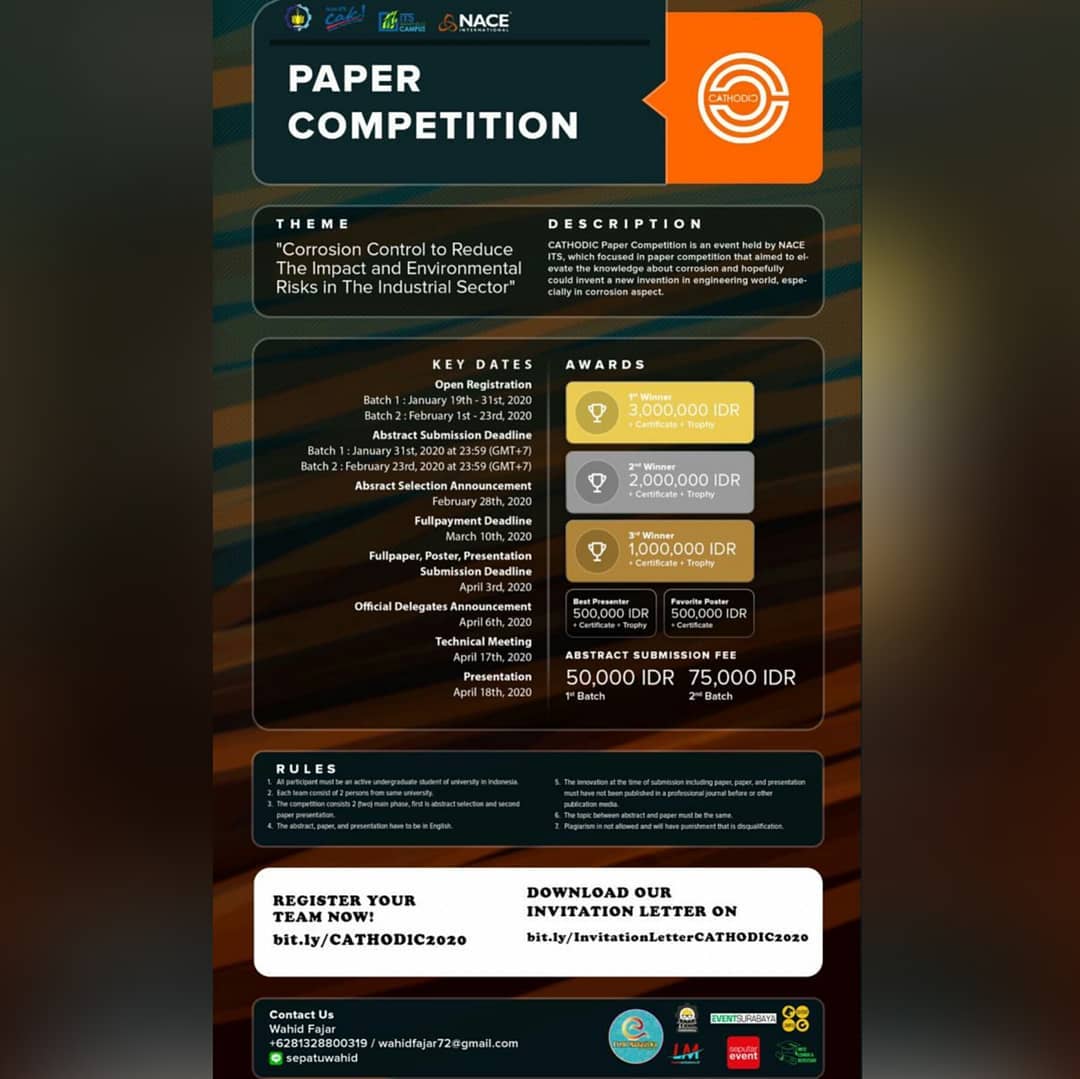 cak!
ITS
CAMPUS
NACE
INTERNATIONAL
PAPER
COMPETITION
CATHODIC
THEME
"Corrosion Control to Reduce
The Impact and Environmental
Risks in The Industrial Sector"
DESCRIPTION
CATHODIC Paper Competition is an event held by NACE
ITS, which focused in paper competition that aimed to el-
evate the knowledge about corrosion and hopefully
could invent a new invention in engineering world, espe-
cially in corrosion aspect.
KEY DATES
Open Registration
Batch 1 : January 19th - 31st, 2020
Batch 2 : February 1st - 23rd, 2020
Abstract Submission Deadline
Batch 1 : January 31st, 2020 at 23:59 (GMT+7)
Batch 2 : February 23rd, 2020 at 23:59 (GMT+7)
Absract Selection Announcement
February 28th, 2020
Fullpayment Deadline
March 10th, 2020
Fullpaper, Poster, Presentation
Submission Deadline
April 3rd, 2020
Official Delegates Announcement
April 6th, 2020
Technical Meeting
April 17th, 2020
Presentation
April 18th, 2020
AWARDS
1st Winner
3,000,000 IDR
+ Certificate + Trophy
2nd Winner
2,000,000 IDR
+ Certificate + Trophy
3rd Winner
1,000,000 IDR
+ Certificate + Trophy
Best Presenter
500,000 IDR
+ Certificate + Trophy
Favorite Poster
500,000 IDR
+ Certificate
ABSTRACT SUBMISSION FEE
50,000 IDR 75,000 IDR
1st Batch 2nd Batch
RULES
1. All participant must be an active undergraduate student of university in Indonesia.
2. Each team consist of 2 persons from same university.
3. The competition consists 2 (two) main phase, first is abstract selection and second
paper presentation.
4. The abstract, paper, and presentation have to be in English.
5. The innovation at the time of submission including paper, paper, and presentation
must have not been published in a professional journal before or other
publication media.
6. The topic between abstract and paper must be the same.
7. Plagiarism in not allowed and will have punishment that is disqualification.
REGISTER YOUR
TEAM NOW!
bit.ly/CATHODIC2020
DOWNLOAD OUR
INVITATION LETTER ON
bit.ly/InvitationLetterCATHODIC2020
Contact Us
Wahid Fajar
+6281328800319 / wahidfajar72@gmail.com
sepatuwahid
EVENTSURABAYA
LM
seputar
event